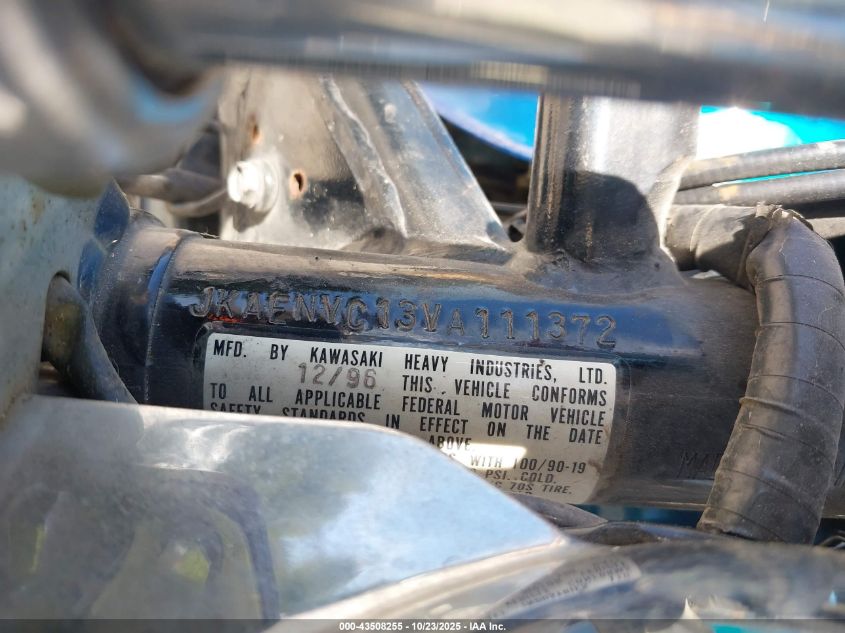 JKAENVC13VA111372
MFD. BY KAWASAKI HEAVY INDUSTRIES, LTD.
12/96 THIS VEHICLE CONFORMS
TO ALL APPLICABLE FEDERAL MOTOR VEHICLE
SAFETY STANDARDS IN EFFECT ON THE DATE
ABOVE
WITH 100/90-19
PSI. COLD.
70S TIRE.
000-43508255 - 10/23/2025 - IAA Inc.